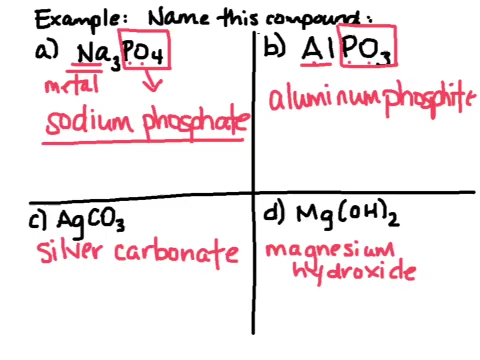 Example: Name this compound:
a) Na₃PO₄
metal
sodium phosphate
b) AlPO₃
aluminum phosphite
c) AgCO₃
silver carbonate
d) Mg(OH)₂
magnesium
hydroxide